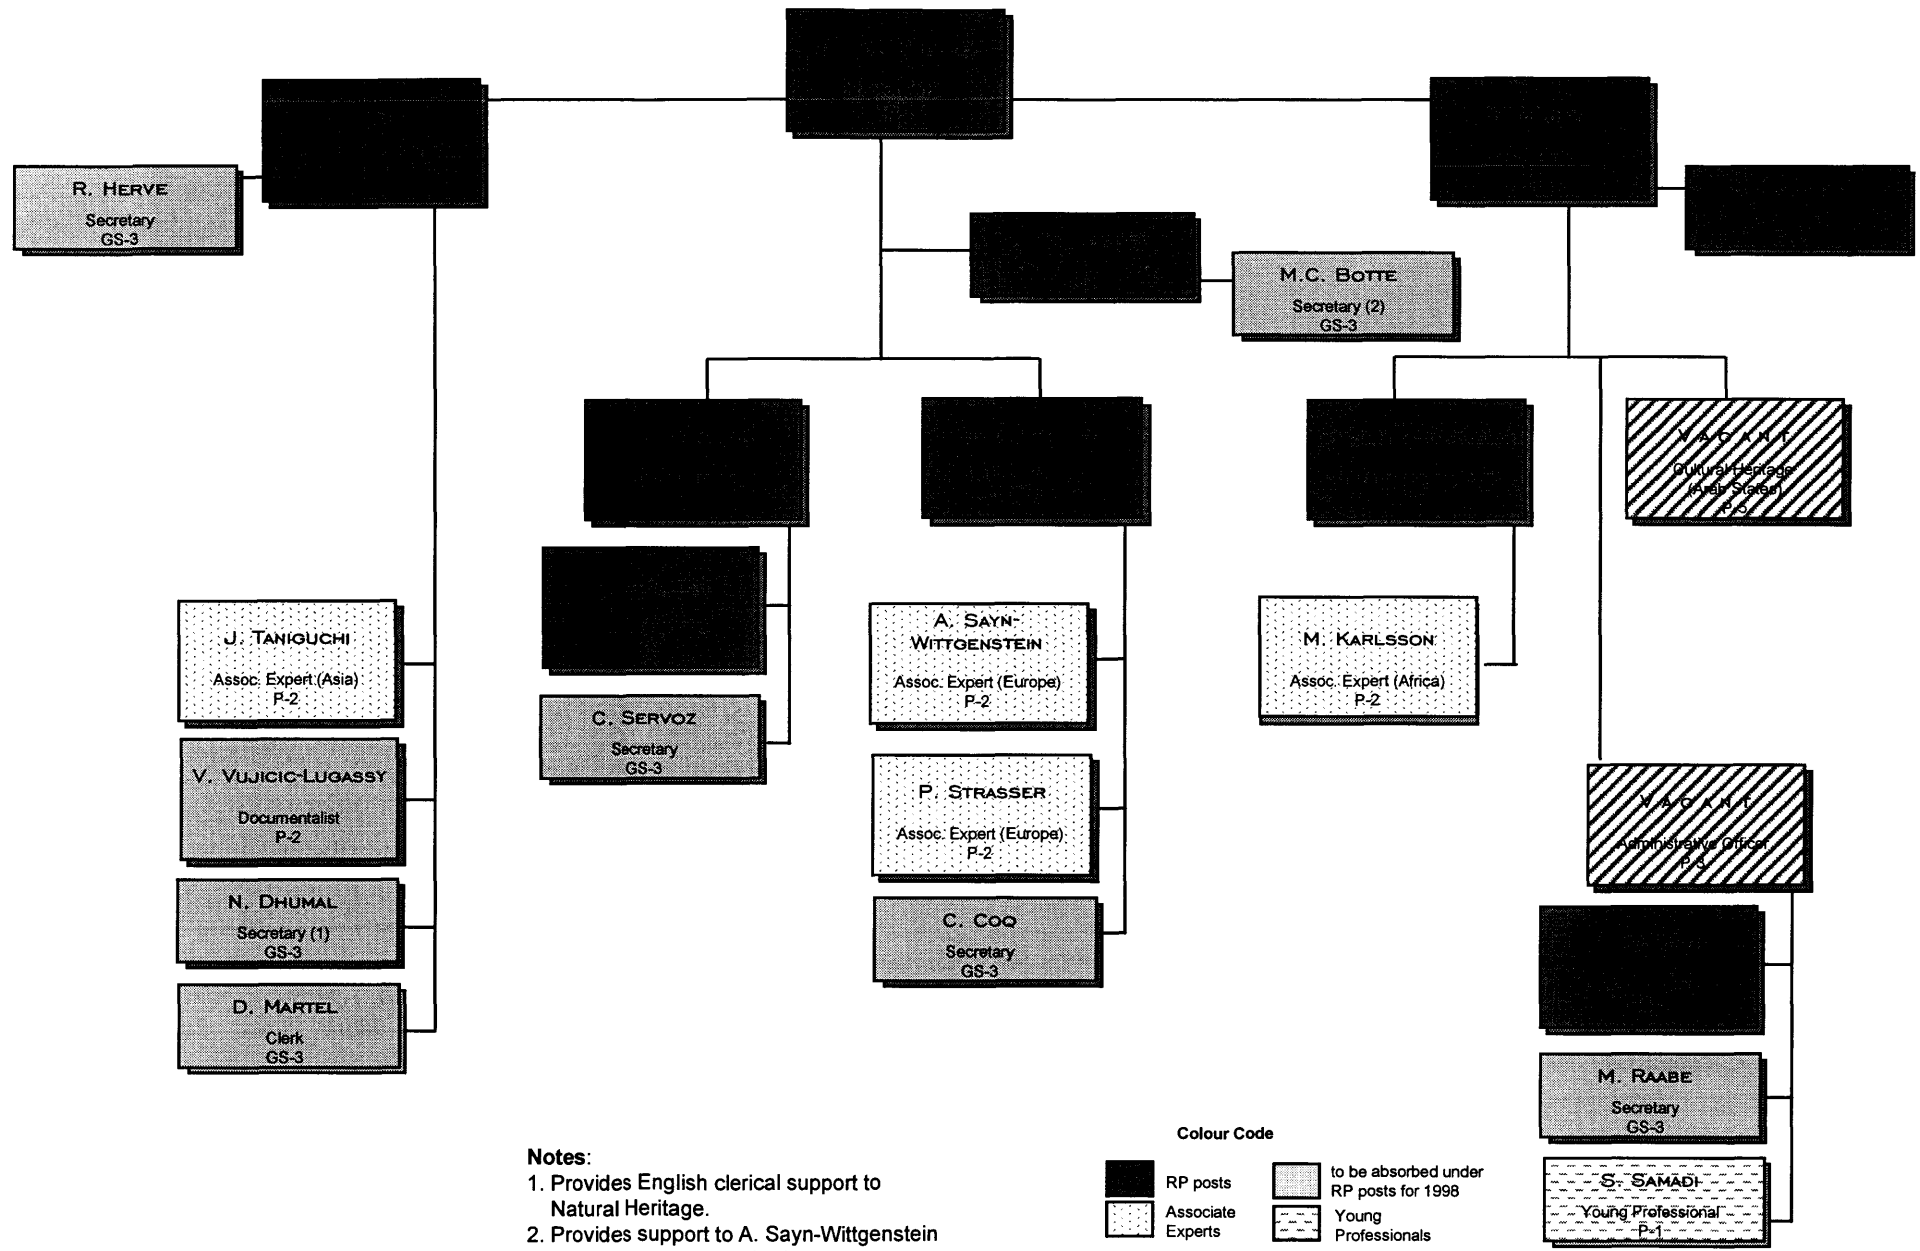 R. HERVE
Secretary
GS-3
M.C. BOTTE
Secretary (2)
GS-3
VACANT
Cultural Heritage
(Arab States)
J. TANIGUCHI
Assoc. Expert (Asia)
P-2
A. SAYN-
WITTGENSTEIN
Assoc. Expert (Europe)
P-2
M. KARLSSON
Assoc. Expert (Africa)
P-2
C. SERVOZ
Secretary
GS-3
V. VUJICIC-LUGASSY
Documentalist
P-2
P. STRASSER
Assoc. Expert (Europe)
P-2
VACANT
Administrative Officer
P-3
N. DHUMAL
Secretary (1)
GS-3
C. COQ
Secretary
GS-3
D. MARTEL
Clerk
GS-3
M. RAABE
Secretary
GS-3
S. SAMADI
Young Professional
P-1
Notes:
1. Provides English clerical support to
Natural Heritage.
2. Provides support to A. Sayn-Wittgenstein
Colour Code
RP posts
to be absorbed under
RP posts for 1998
Associate
Experts
Young
Professionals